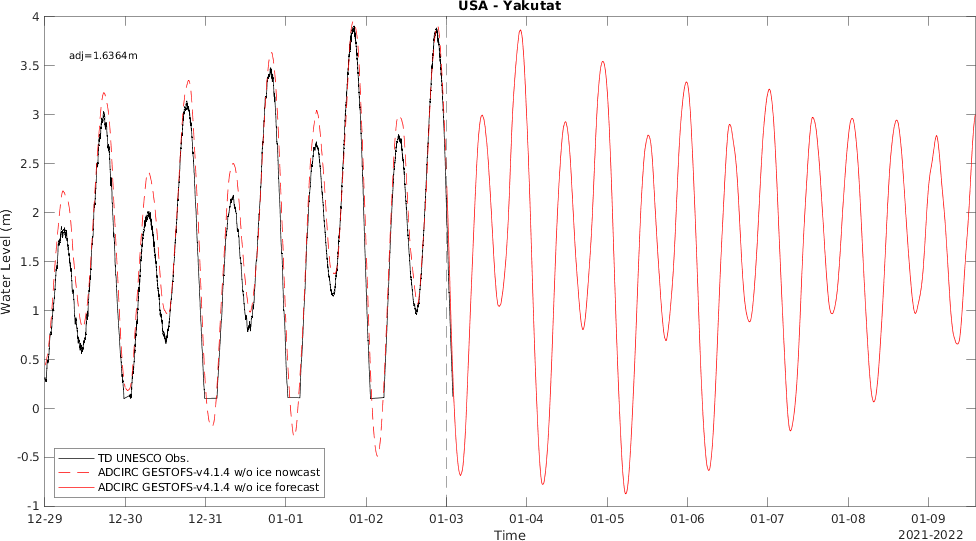 USA - Yakutat
adj=1.6364m
Water Level (m)
4
3.5
3
2.5
2
1.5
1
0.5
0
-0.5
-1
TD UNESCO Obs.
ADCIRC GESTOFS-v4.1.4 w/o ice nowcast
ADCIRC GESTOFS-v4.1.4 w/o ice forecast
12-29 12-30 12-31 01-01 01-02 01-03 01-04 01-05 01-06 01-07 01-08 01-09
Time
2021-2022